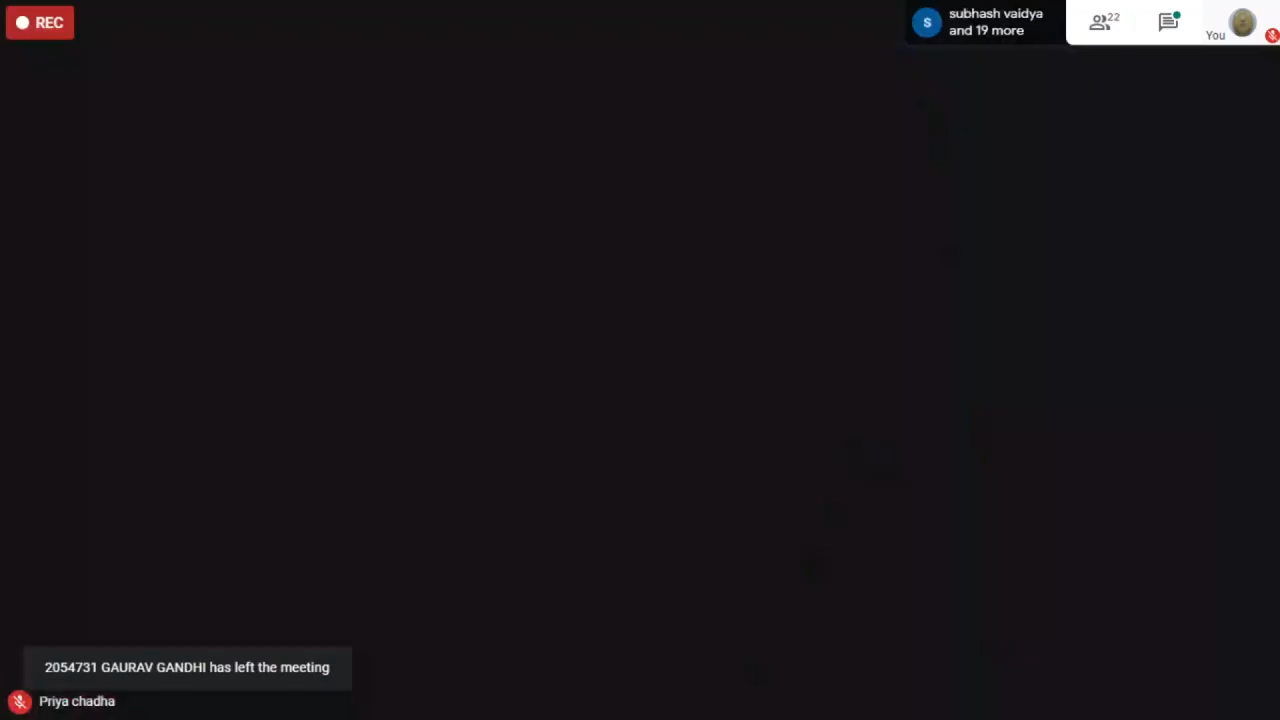 REC
S
subhash vaidya
and 19 more
22
You
2054731 GAURAV GANDHI has left the meeting
Priya chadha